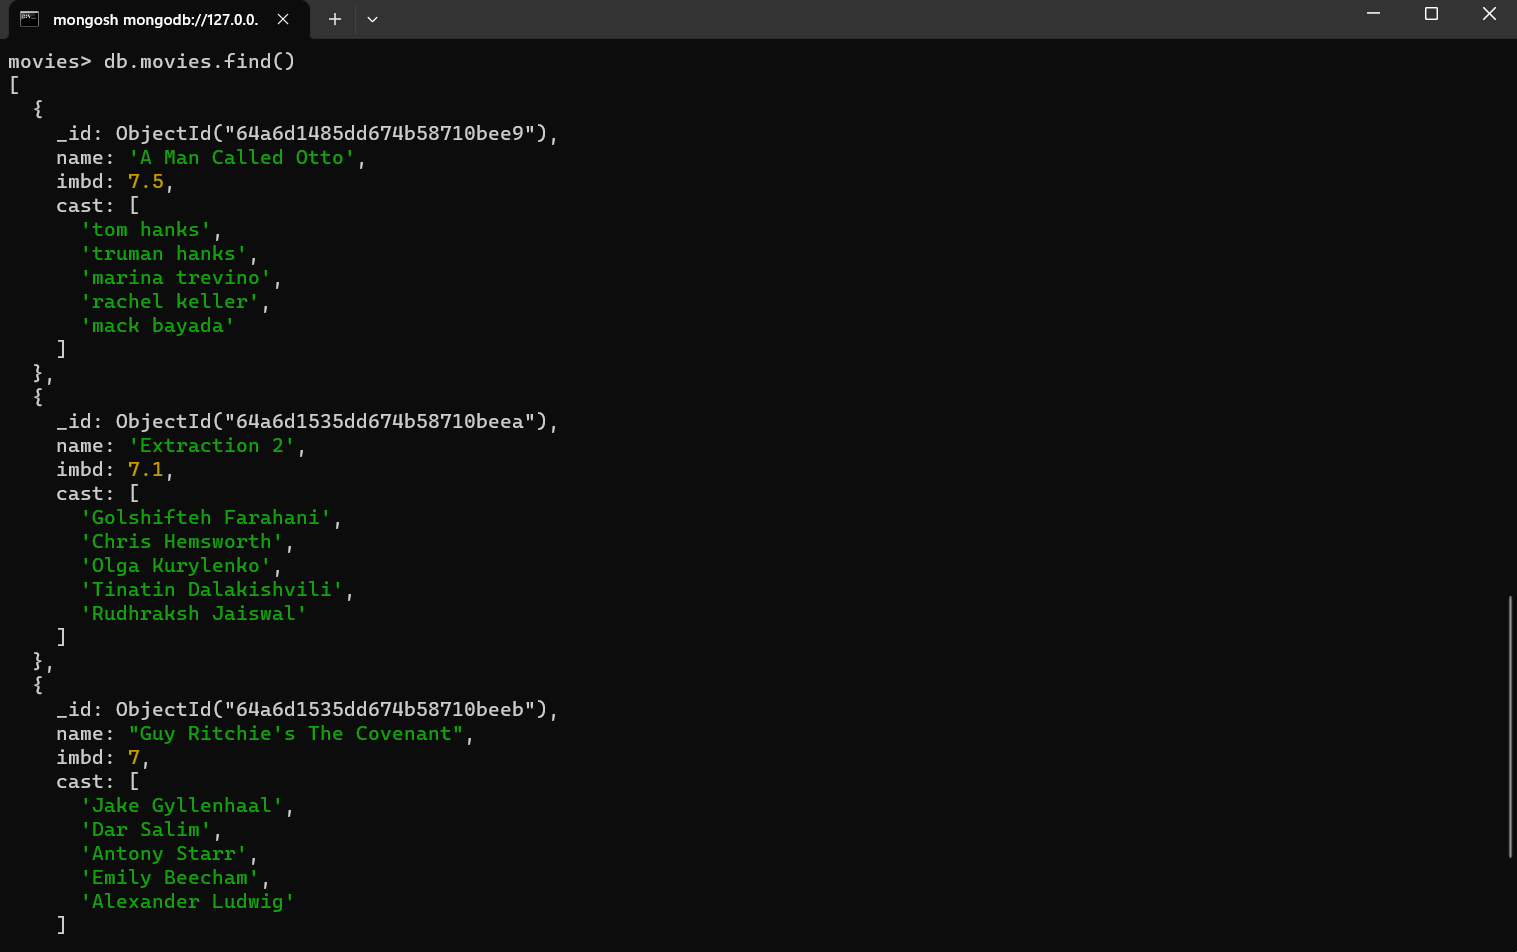 mongosh mongodb://127.0.0.
movies> db.movies.find()
[
  {
    _id: ObjectId("64a6d1485dd674b58710bee9"),
    name: 'A Man Called Otto',
    imbd: 7.5,
    cast: [
      'tom hanks',
      'truman hanks',
      'marina trevino',
      'rachel keller',
      'mack bayada'
    ]
  },
  {
    _id: ObjectId("64a6d1535dd674b58710beea"),
    name: 'Extraction 2',
    imbd: 7.1,
    cast: [
      'Golshifteh Farahani',
      'Chris Hemsworth',
      'Olga Kurylenko',
      'Tinatin Dalakishvili',
      'Rudhraksh Jaiswal'
    ]
  },
  {
    _id: ObjectId("64a6d1535dd674b58710beeb"),
    name: "Guy Ritchie's The Covenant",
    imbd: 7,
    cast: [
      'Jake Gyllenhaal',
      'Dar Salim',
      'Antony Starr',
      'Emily Beecham',
      'Alexander Ludwig'
    ]